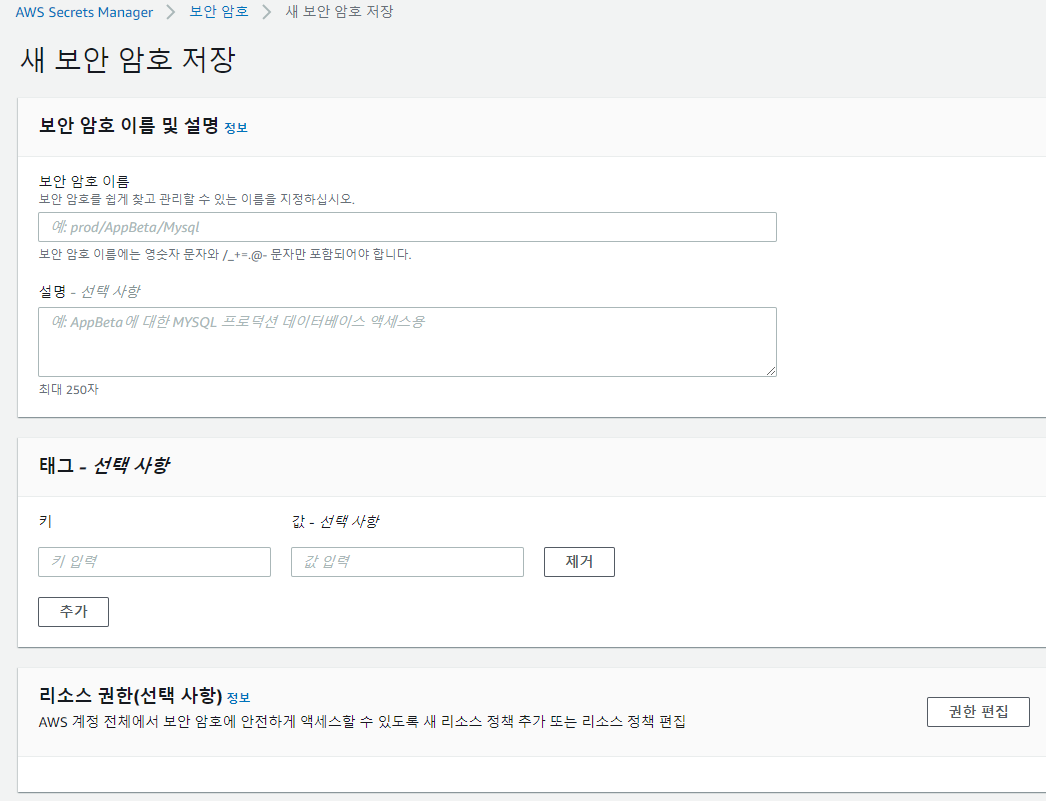 AWS Secrets Manager > 보안 암호 > 새 보안 암호 저장
새 보안 암호 저장
보안 암호 이름 및 설명 정보
보안 암호 이름
보안 암호를 쉽게 찾고 관리할 수 있는 이름을 지정하십시오.
예: prod/AppBeta/Mysql
보안 암호 이름에는 영숫자 문자와 /_+=.@- 문자만 포함되어야 합니다.
설명 - 선택 사항
예: AppBeta에 대한 MYSQL 프로덕션 데이터베이스 액세스용
최대 250자
태그 - 선택 사항
키 값 - 선택 사항
키 입력 값 입력 제거
추가
리소스 권한(선택 사항) 정보
AWS 계정 전체에서 보안 암호에 안전하게 액세스할 수 있도록 새 리소스 정책 추가 또는 리소스 정책 편집
권한 편집